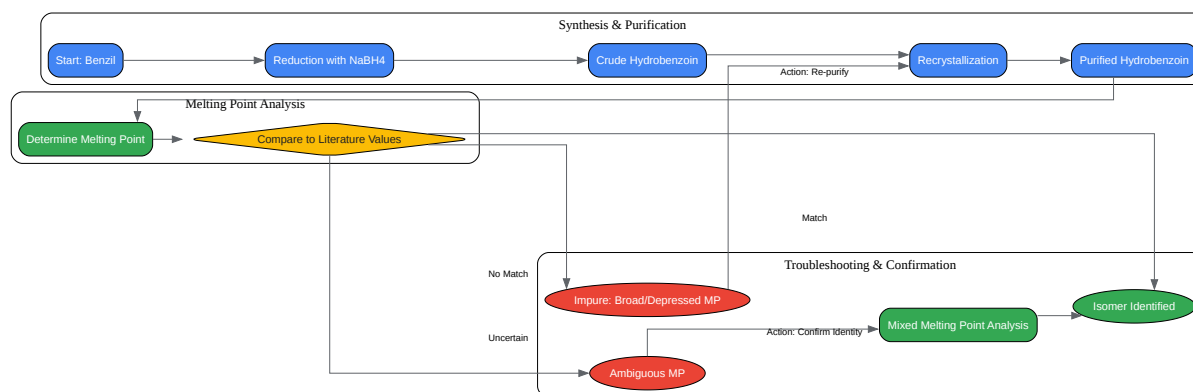 Synthesis & Purification
Start: Benzil
Reduction with NaBH4
Crude Hydrobenzoin
Recrystallization
Purified Hydrobenzoin
Action: Re-purify
Melting Point Analysis
Determine Melting Point
Compare to Literature Values
Match
No Match
Uncertain
Troubleshooting & Confirmation
Impure: Broad/Depressed MP
Isomer Identified
Mixed Melting Point Analysis
Action: Confirm Identity
Ambiguous MP